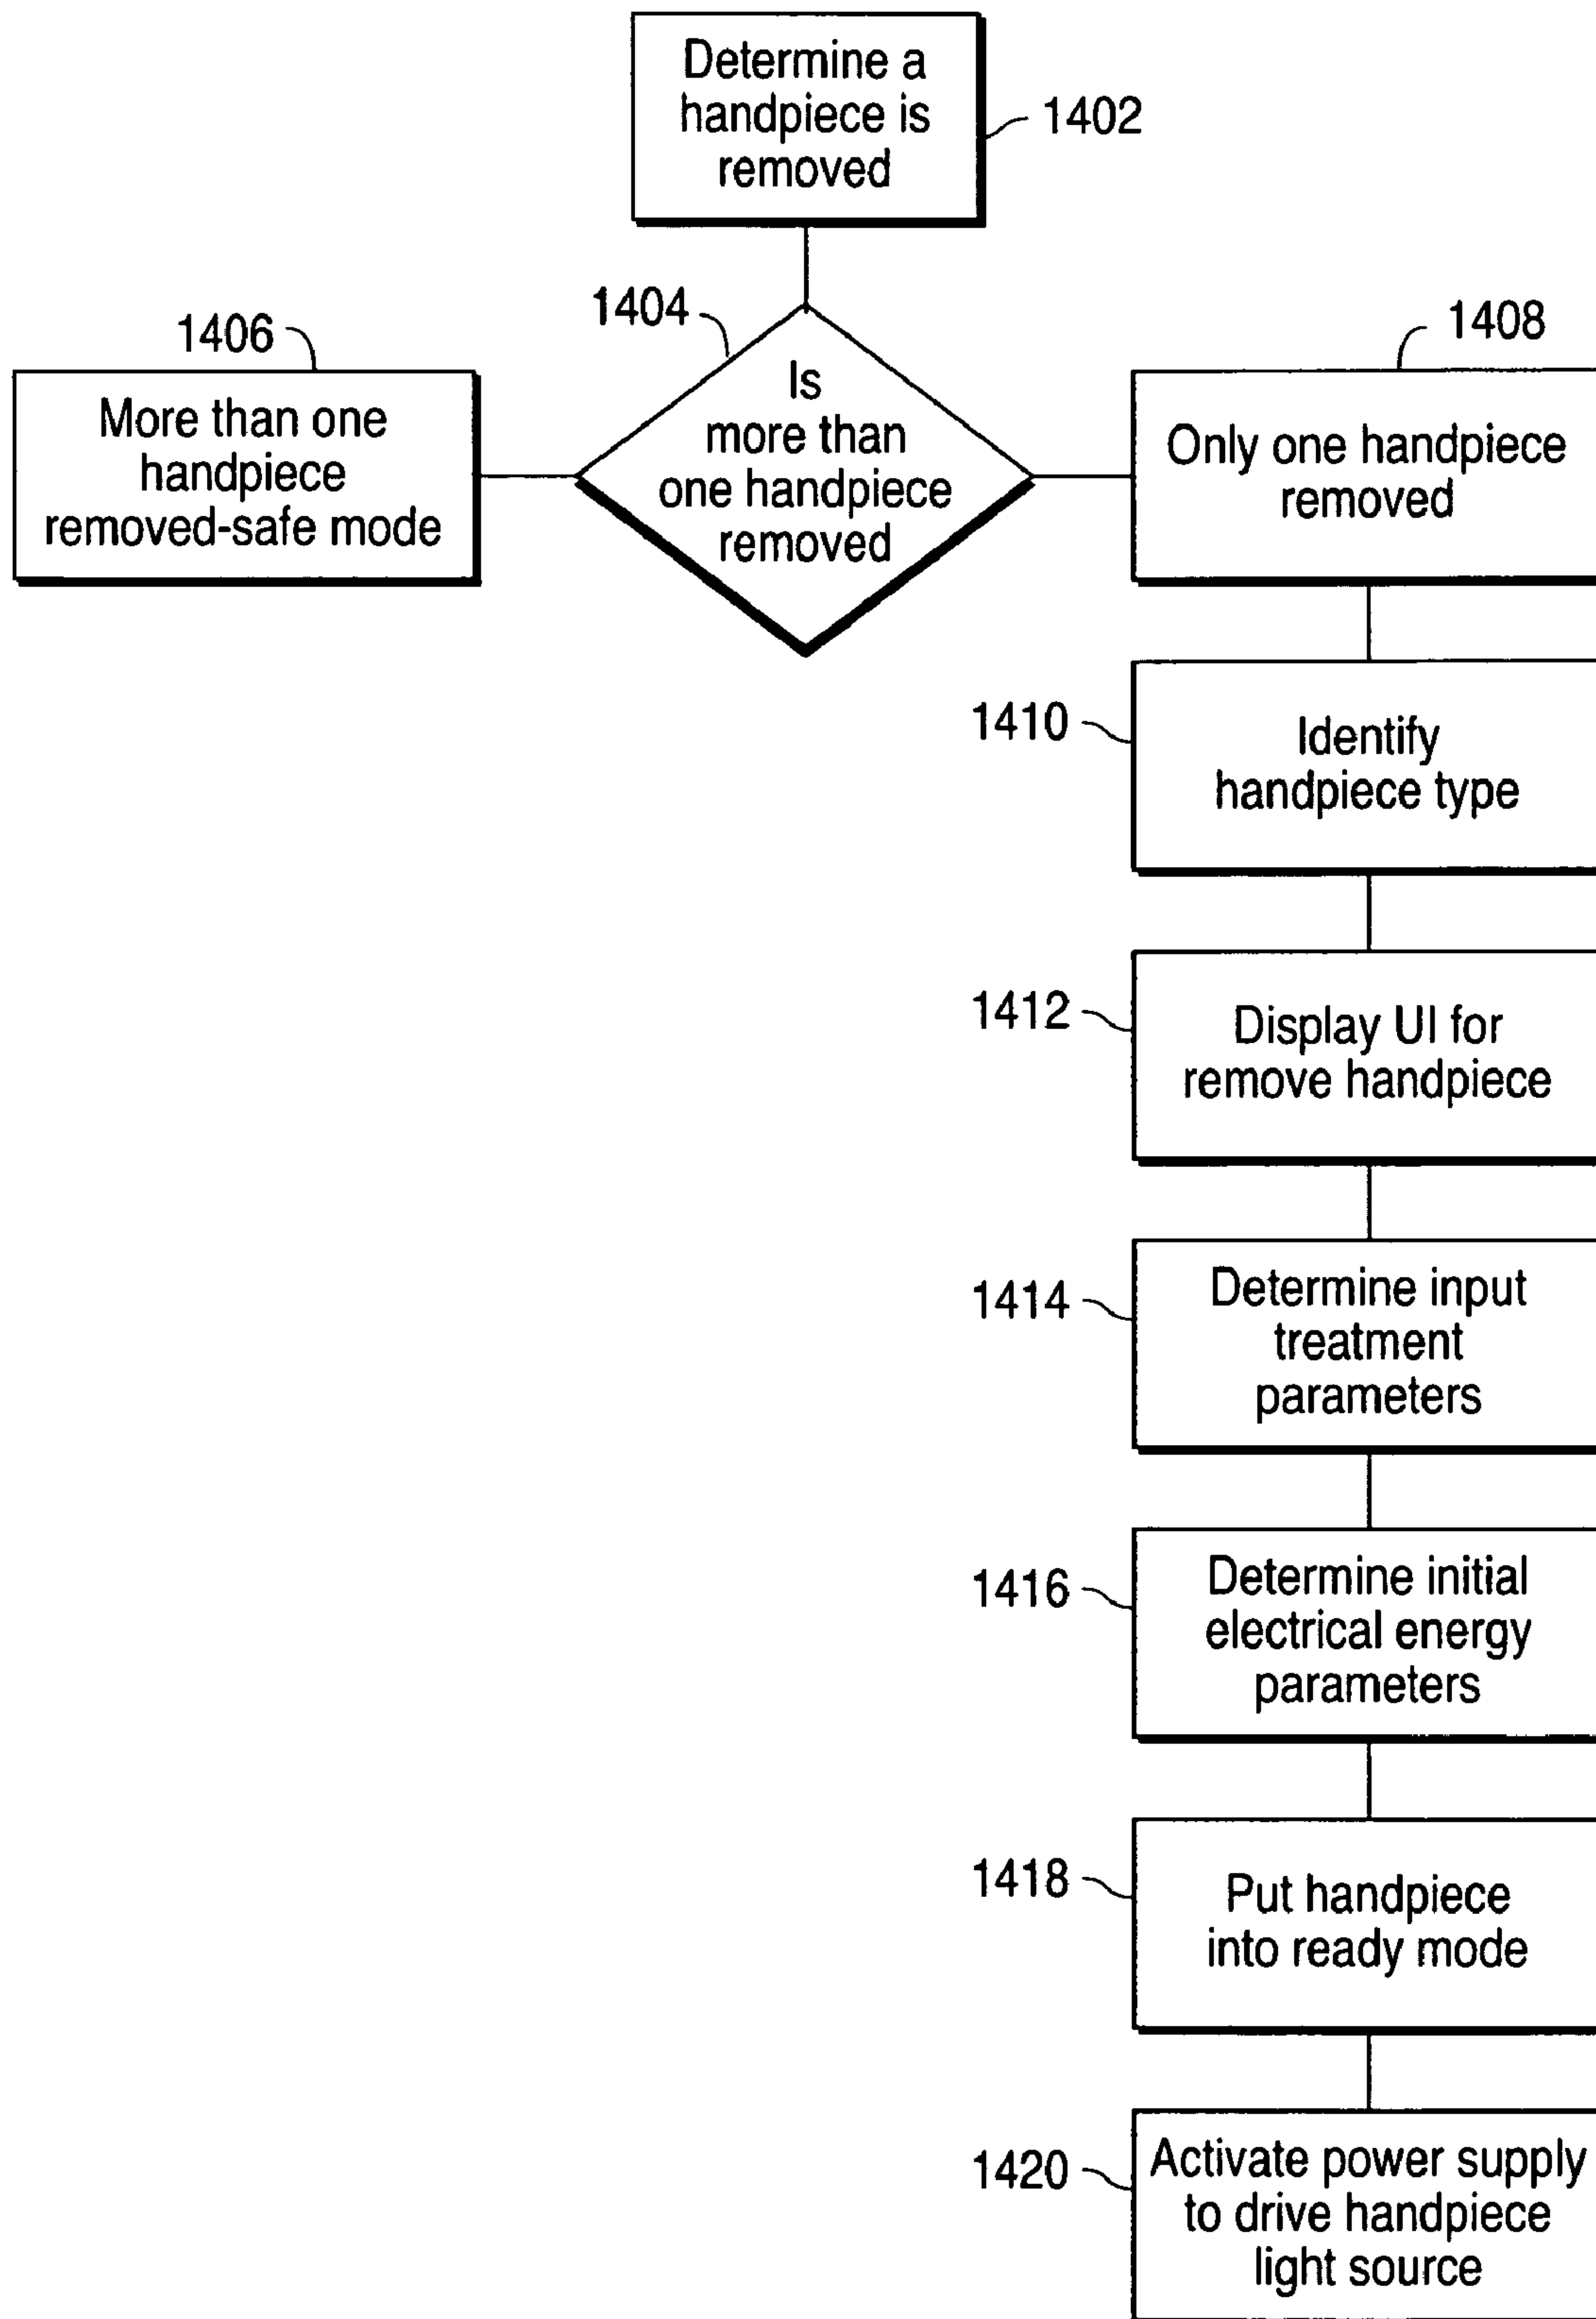 Determine a
handpiece is
removed
1402
1404
Is
more than
one handpiece
removed
1406
More than one
handpiece
removed-safe mode
1408
Only one handpiece
removed
1410
Identify
handpiece type
1412
Display UI for
remove handpiece
1414
Determine input
treatment
parameters
1416
Determine initial
electrical energy
parameters
1418
Put handpiece
into ready mode
1420
Activate power supply
to drive handpiece
light source